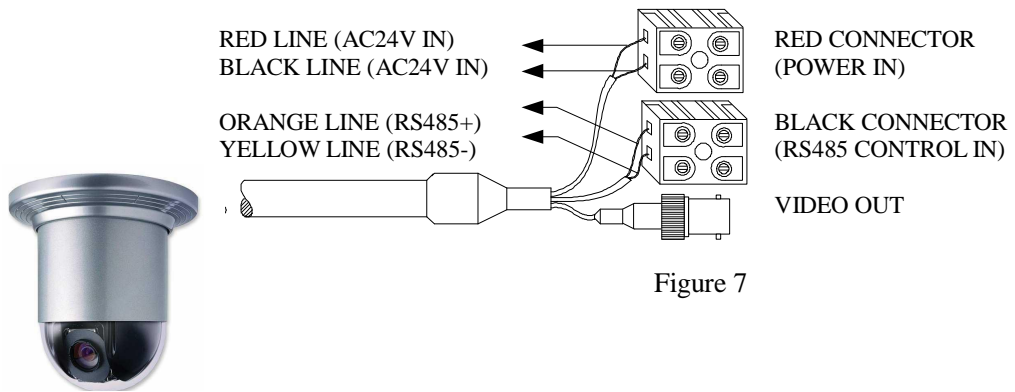 RED LINE (AC24V IN)
BLACK LINE (AC24V IN)
ORANGE LINE (RS485+)
YELLOW LINE (RS485-)
RED CONNECTOR
(POWER IN)
BLACK CONNECTOR
(RS485 CONTROL IN)
VIDEO OUT
Figure 7